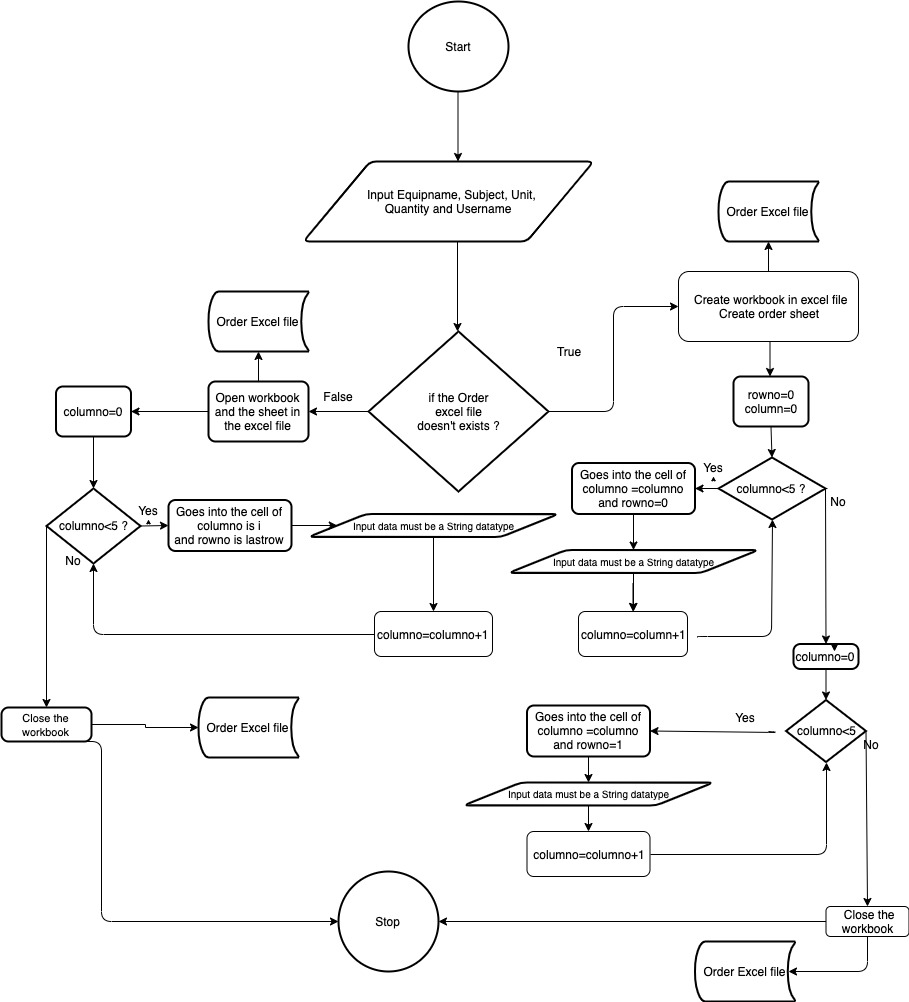 Start
Input Equipname, Subject, Unit,
Quantity and Username
Order Excel file
Create workbook in excel file
Create order sheet
Order Excel file
True
if the Order
excel file
doesn't exists ?
False
Open workbook
and the sheet in
the excel file
columno=0
rowno=0
column=0
columno<5 ?
Yes
No
Goes into the cell of
columno is i
and rowno is lastrow
Input data must be a String datatype
columno=columno+1
columno<5 ?
Yes
No
Goes into the cell of
columno =columno
and rowno=0
Input data must be a String datatype
columno=column+1
columno=0
columno<5
Yes
No
Goes into the cell of
columno =columno
and rowno=1
Input data must be a String datatype
columno=columno+1
Close the
workbook
Order Excel file
Stop
Close the
workbook
Order Excel file